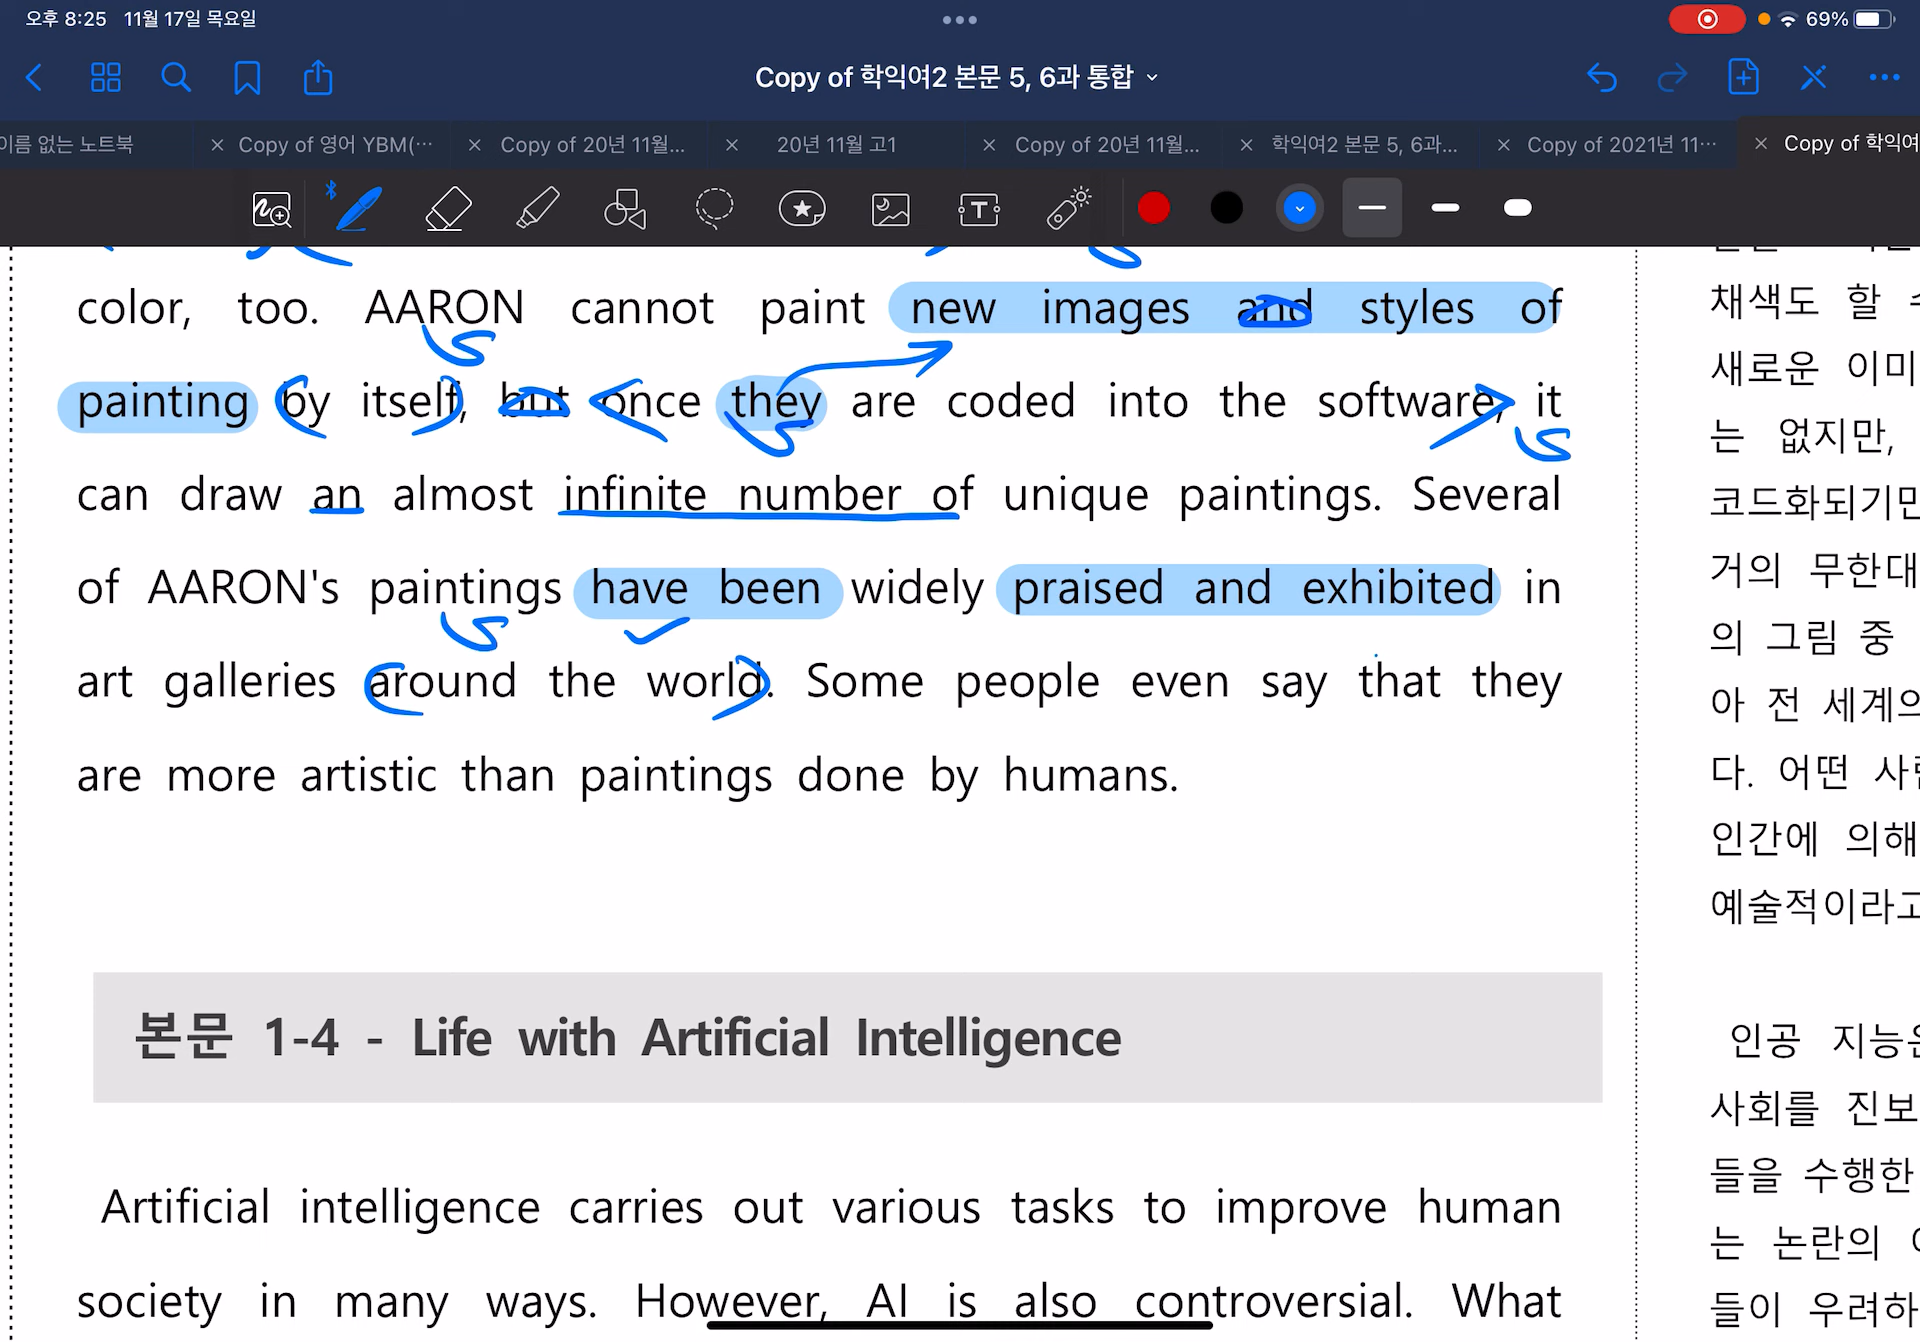 오후 8:25 11월 17일 목요일
69%
Copy of 학익여2 본문 5, 6과 통합
이름 없는 노트북
Copy of 영어 YBM(…
Copy of 20년 11월...
20년 11월 고1
Copy of 20년 11월...
학익여2 본문 5, 6과...
Copy of 2021년 11…
Copy of 학익여
color, too. AARON cannot paint new images and styles of
painting by itself, but once they are coded into the software, it
can draw an almost infinite number of unique paintings. Several
of AARON's paintings have been widely praised and exhibited in
art galleries around the world. Some people even say that they
are more artistic than paintings done by humans.
본문 1-4 - Life with Artificial Intelligence
Artificial intelligence carries out various tasks to improve human
society in many ways. However, AI is also controversial. What
채색도 할
새로운 이미
는 없지만,
코드화되기만
거의 무한대
의 그림 중
아 전 세계의
다. 어떤 사람
인간에 의해
예술적이라고
인공 지능은
사회를 진보
들을 수행한
는 논란의
들이 우려하